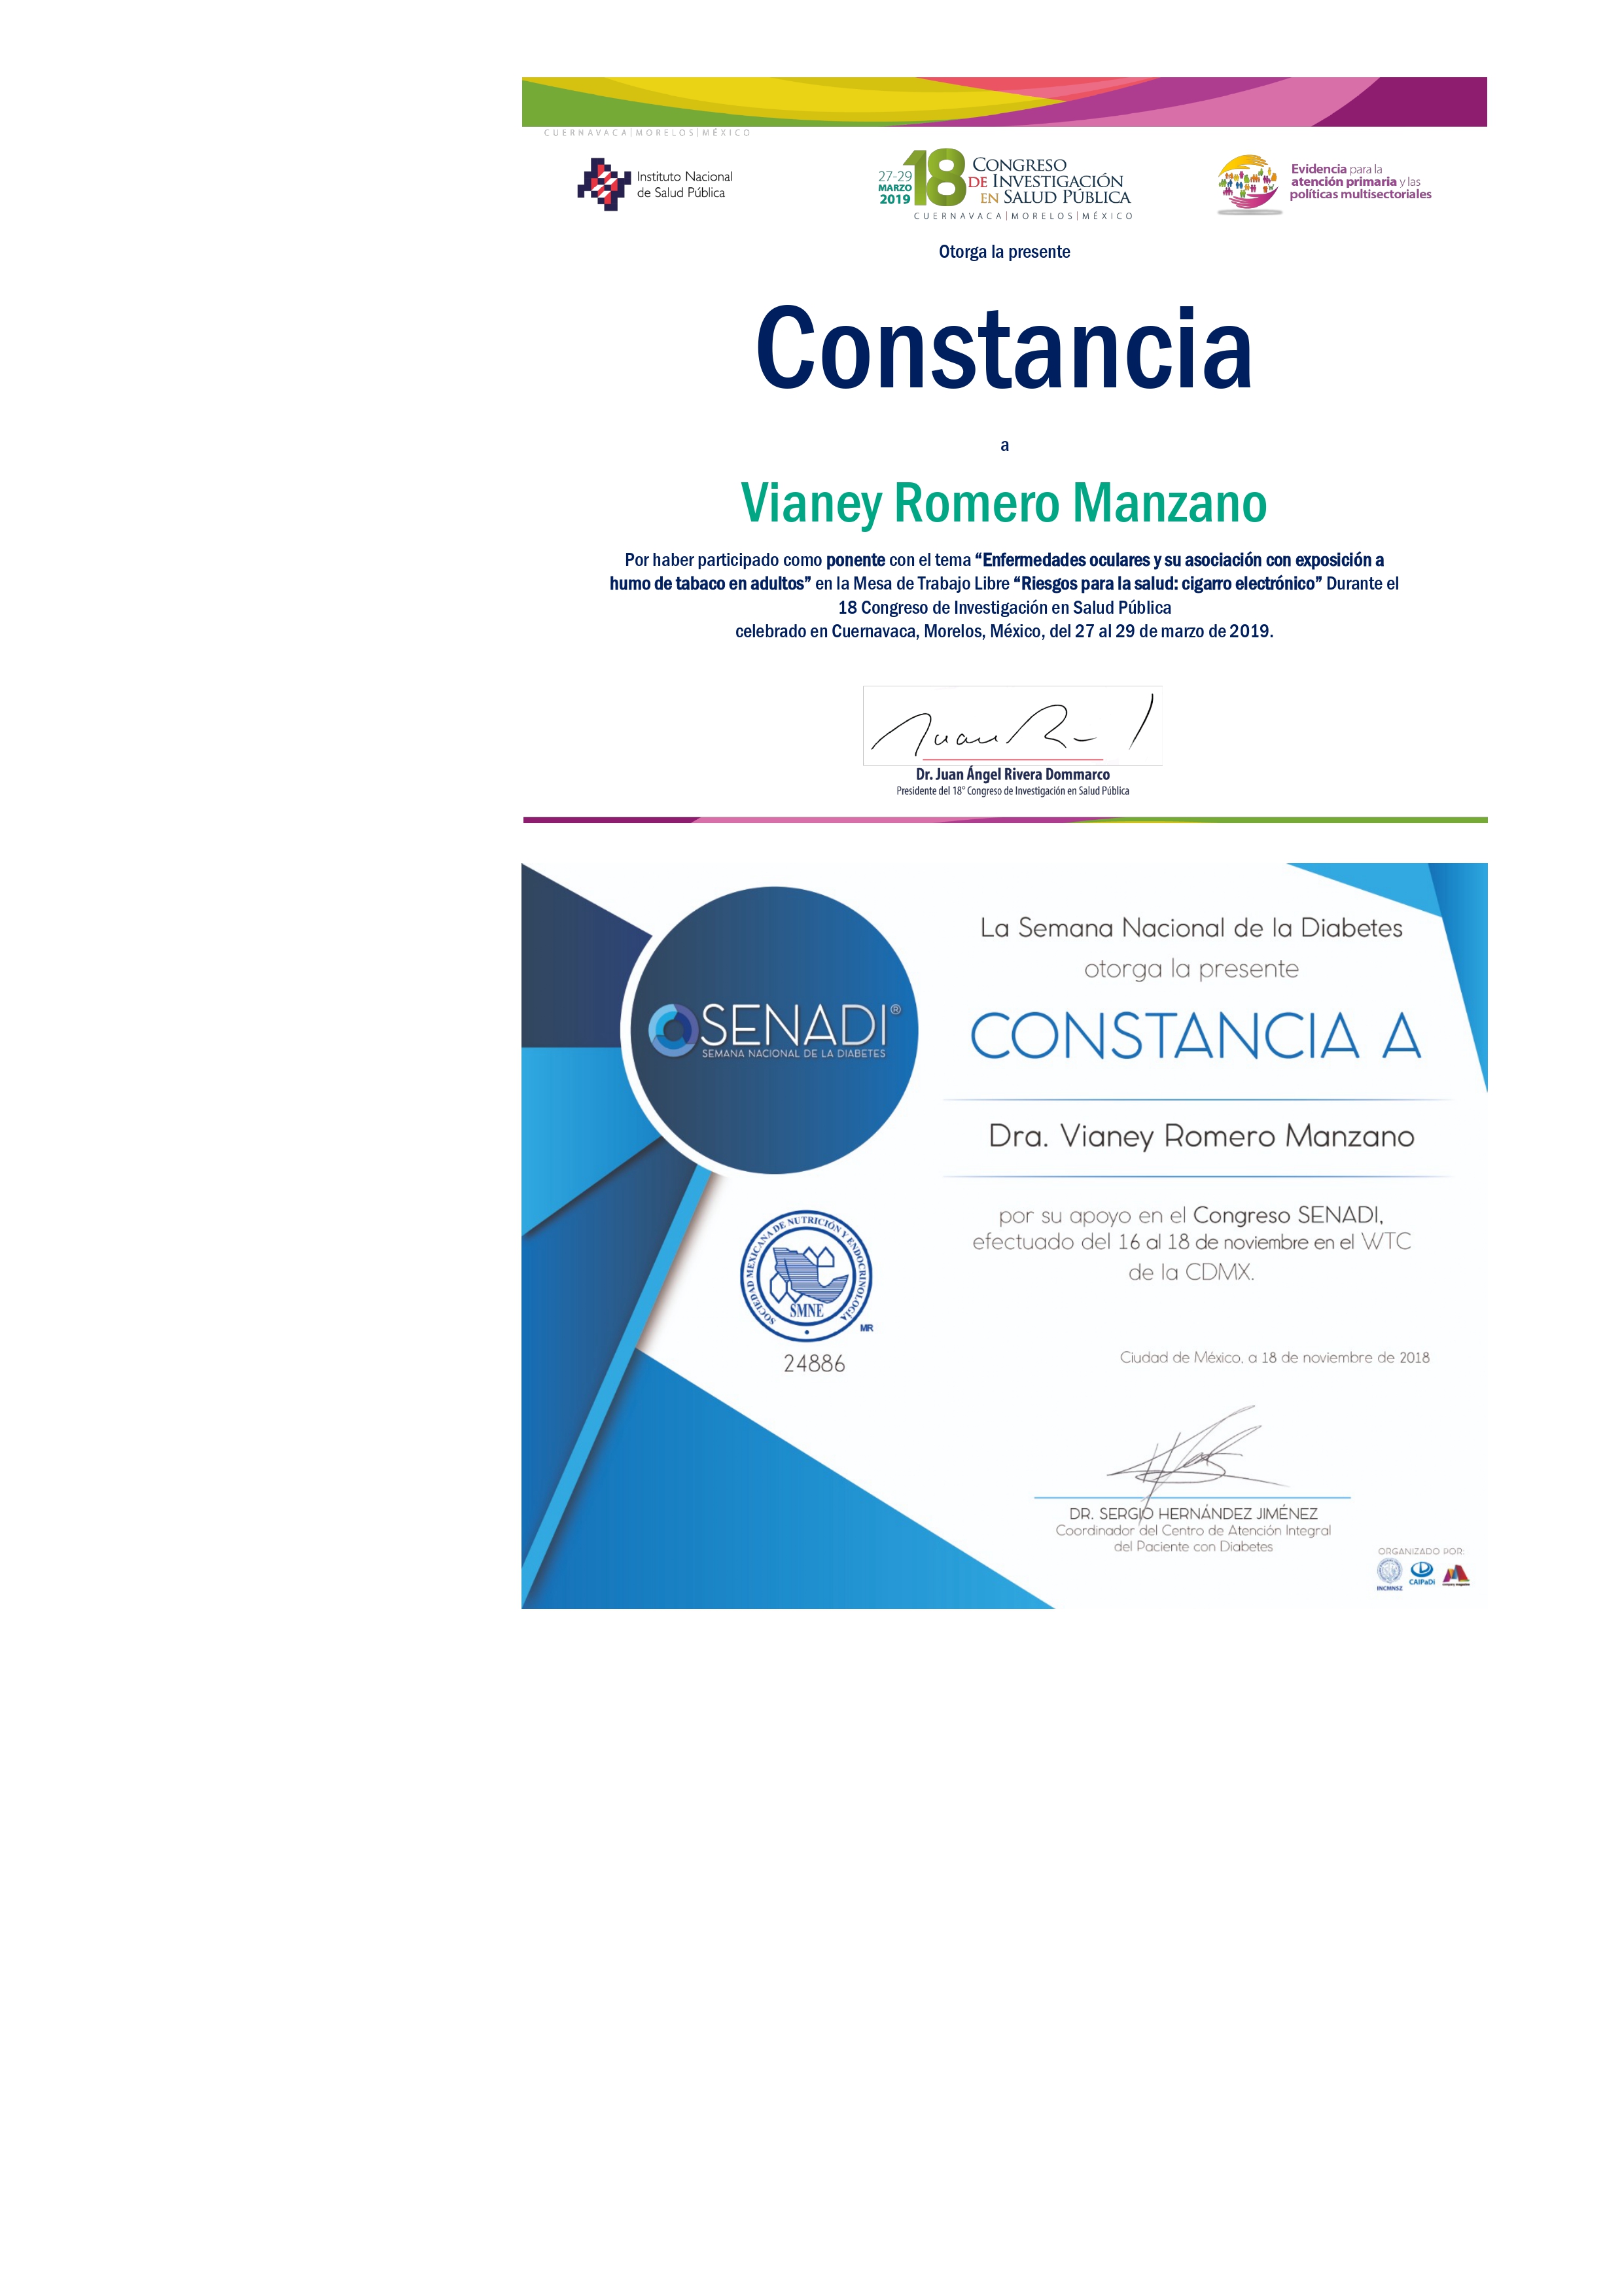 CUERNAVACA|MORELOS|MÉXICO
Instituto Nacional
de Salud Pública
27-29
MARZO
2019
18
CONGRESO
DE INVESTIGACIÓN
EN SALUD PÚBLICA
CUERNAVACA|MORELOS|MÉXICO
Evidencia para la
atención primaria y las
políticas multisectoriales
Otorga la presente
Constancia
a
Vianey Romero Manzano
Por haber participado como ponente con el tema “Enfermedades oculares y su asociación con exposición a
humo de tabaco en adultos” en la Mesa de Trabajo Libre “Riesgos para la salud: cigarro electrónico” Durante el
18 Congreso de Investigación en Salud Pública
celebrado en Cuernavaca, Morelos, México, del 27 al 29 de marzo de 2019.
Juan R
Dr. Juan Ángel Rivera Dommarco
Presidente del 18° Congreso de Investigación en Salud Pública
SENADI®
SEMANA NACIONAL DE LA DIABETES
La Semana Nacional de la Diabetes
otorga la presente
CONSTANCIA A
Dra. Vianey Romero Manzano
por su apoyo en el Congreso SENADI,
efectuado del 16 al 18 de noviembre en el WTC
de la CDMX.
SOCIEDAD MEXICANA DE NUTRICIÓN Y ENDOCRINOLOGÍA
SMNE
MR
24886
Ciudad de México, a 18 de noviembre de 2018
DR. SERGIO HERNÁNDEZ JIMÉNEZ
Coordinador del Centro de Atención Integral
del Paciente con Diabetes
ORGANIZADO POR:
INCMNSZ
CAIPaDi